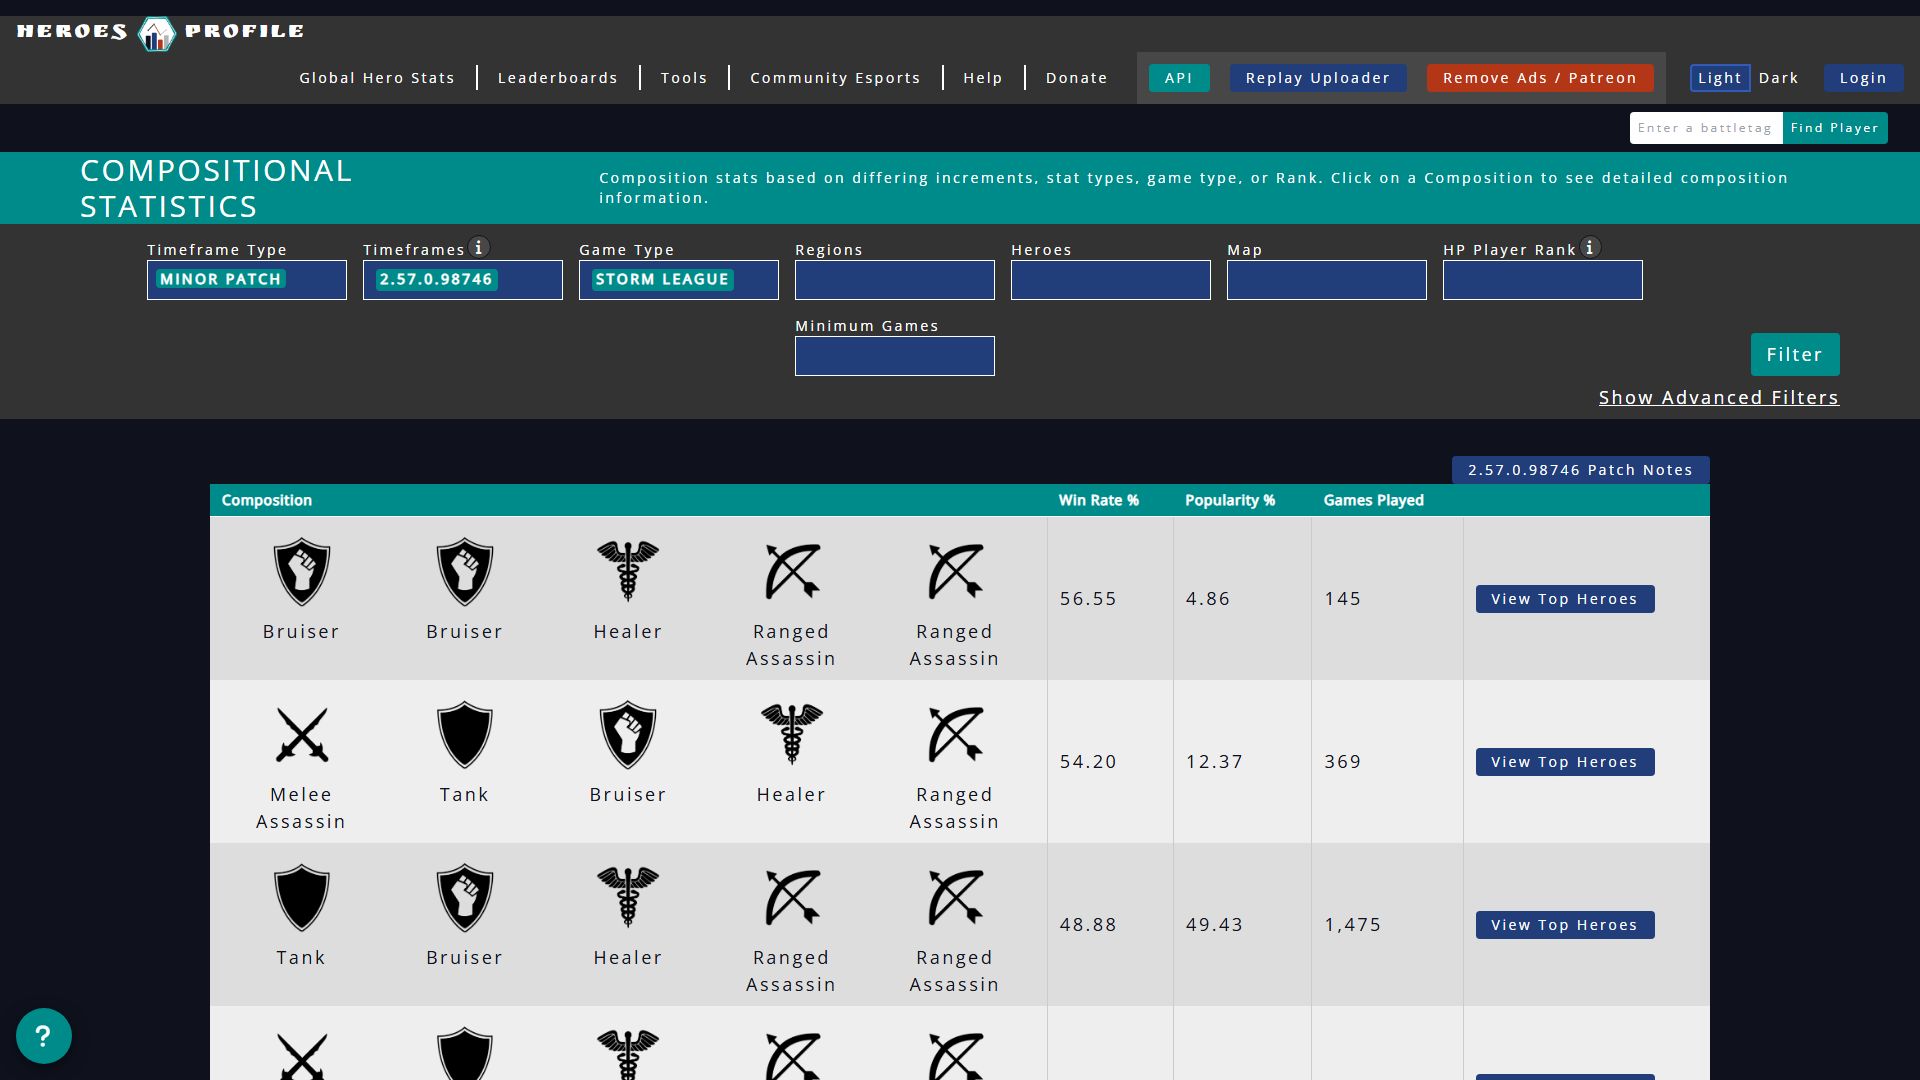 HEROES PROFILE
Global Hero Stats Leaderboards Tools Community Esports Help Donate API Replay Uploader Remove Ads / Patreon Light Dark Login
Enter a battletag Find Player
COMPOSITIONAL
STATISTICS
Composition stats based on differing increments, stat types, game type, or Rank. Click on a Composition to see detailed composition
information.
Timeframe Type Timeframes i Game Type Regions Heroes Map HP Player Rank i
MINOR PATCH 2.57.0.98746 STORM LEAGUE
Minimum Games
Filter
Show Advanced Filters
2.57.0.98746 Patch Notes
Composition Win Rate % Popularity % Games Played
56.55 4.86 145 View Top Heroes
Bruiser Bruiser Healer Ranged Ranged
Assassin Assassin
54.20 12.37 369 View Top Heroes
Melee Tank Bruiser Healer Ranged
Assassin Assassin
48.88 49.43 1,475 View Top Heroes
Tank Bruiser Healer Ranged Ranged
Assassin Assassin
?